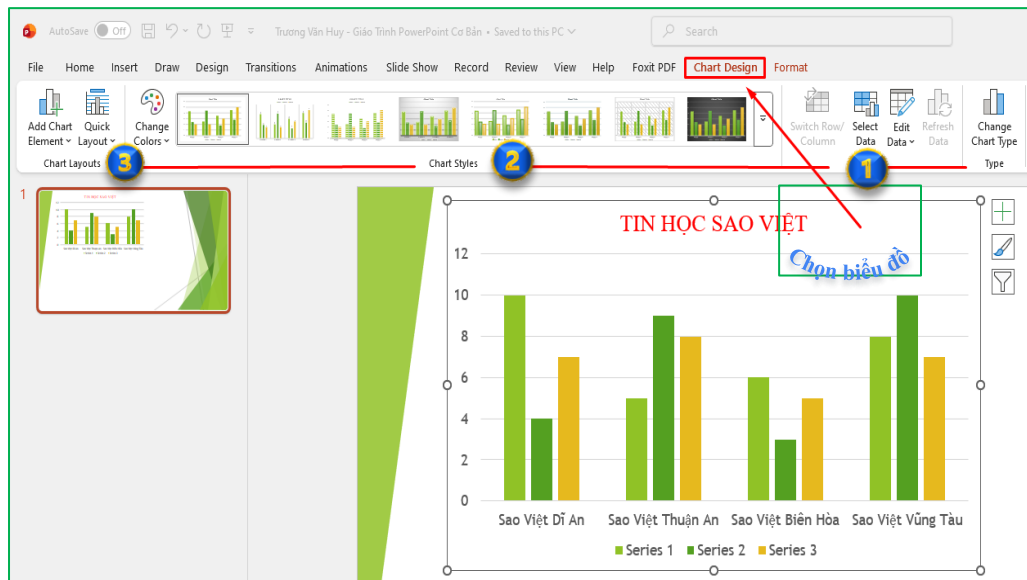 AutoSave Off Trương Văn Huy - Giáo Trình PowerPoint Cơ Bản • Saved to this PC Search
File Home Insert Draw Design Transitions Animations Slide Show Record Review View Help Foxit PDF Chart Design Format
Add Chart Element
Quick Layout
Change Colors
Switch Row/ Column
Select Data
Edit Data
Refresh Data
Change Chart Type
Chart Layouts 3 Chart Styles 2 1 Type
1
TIN HỌC SAO VIỆT
Chọn biểu đồ
12
10
8
6
4
2
0
Sao Việt Dĩ An Sao Việt Thuận An Sao Việt Biên Hòa Sao Việt Vũng Tàu
Series 1 Series 2 Series 3